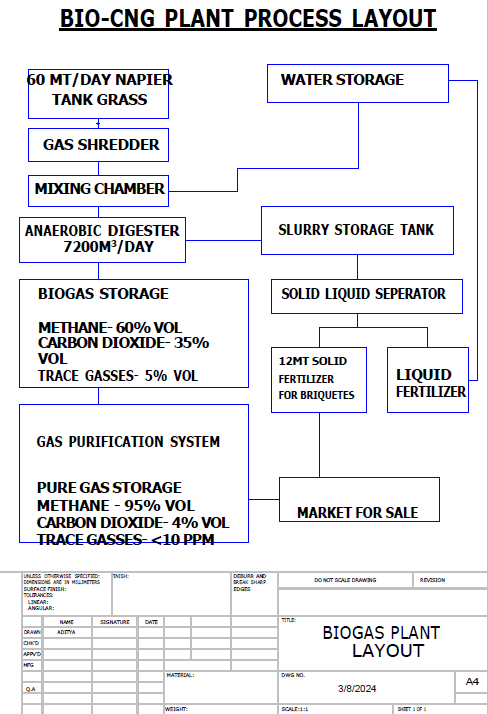 BIO-CNG PLANT PROCESS LAYOUT
60 MT/DAY NAPIER
TANK GRASS
WATER STORAGE
GAS SHREDDER
MIXING CHAMBER
ANAEROBIC DIGESTER
7200M³/DAY
SLURRY STORAGE TANK
BIOGAS STORAGE
METHANE- 60% VOL
CARBON DIOXIDE- 35%
VOL
TRACE GASSES- 5% VOL
SOLID LIQUID SEPERATOR
12MT SOLID
FERTILIZER
FOR BRIQUETES
LIQUID
FERTILIZER
GAS PURIFICATION SYSTEM
PURE GAS STORAGE
METHANE - 95% VOL
CARBON DIOXIDE- 4% VOL
TRACE GASSES- <10 PPM
MARKET FOR SALE
UNLESS OTHERWISE SPECIFIED:
DIMENSIONS ARE IN MILIMETERS
SURFACE FINISH:
TOLERANCES:
LINEAR:
ANGULAR:
FINISH:
DEBURR AND
BREAK SHARP
EDGES
DO NOT SCALE DRAWING
REVISION
NAME
SIGNATURE
DATE
DRAWN
ADITYA
CHK'D
APPV'D
MFG
Q.A
MATERIAL:
WEIGHT:
TITLE:
BIOGAS PLANT
LAYOUT
DWG NO.
3/8/2024
A4
SCALE:1:1
SHEET 1 OF 1